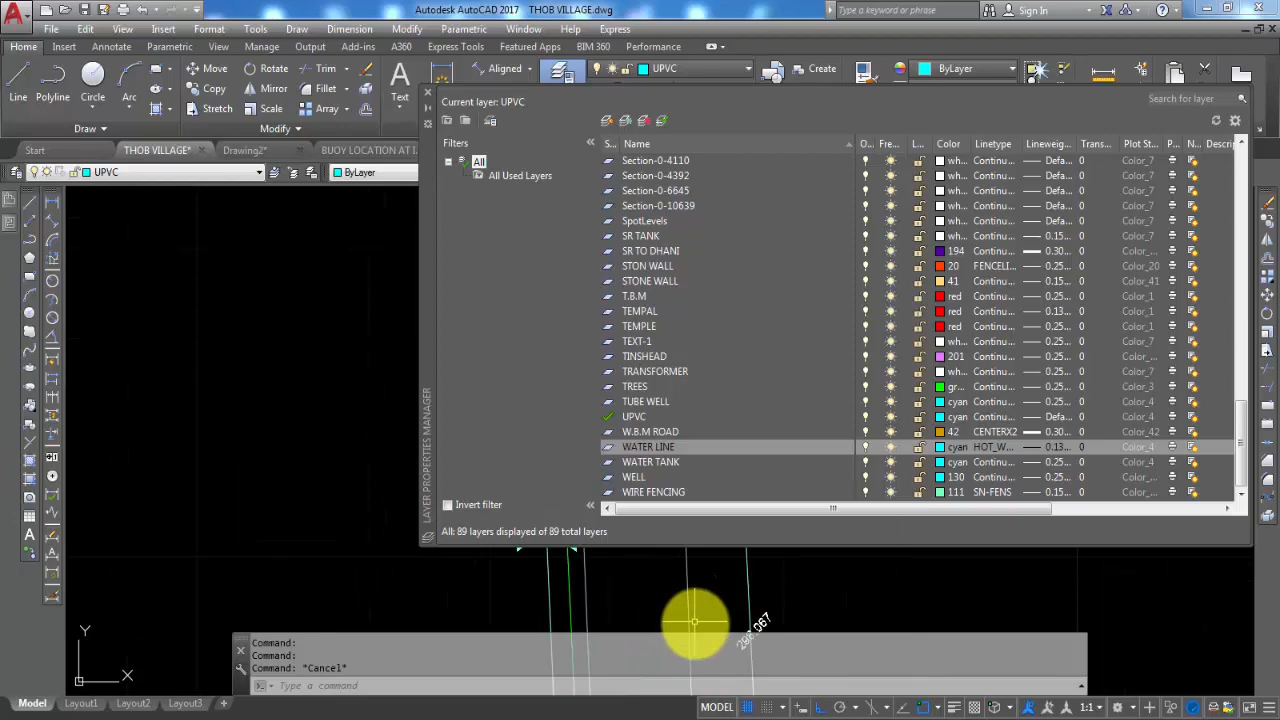 Autodesk AutoCAD 2017 THOB VILLAGE.dwg
Type a keyword or phrase
Sign In
File Edit View Insert Format Tools Draw Dimension Modify Parametric Window Help Express
Home Insert Annotate Parametric View Manage Output Add-ins A360 Express Tools Featured Apps BIM 360 Performance
Line Polyline Circle Arc
Move Rotate Trim
Copy Mirror Fillet
Stretch Scale Array
Text
Aligned
UPVC
Create
ByLayer
Draw
Modify
Start THOB VILLAGE* Drawing2* BUOY LOCATION AT I...
UPVC
ByLayer
Current layer: UPVC
Search for layer
Filters
All
All Used Layers
Invert filter
LAYER PROPERTIES MANAGER
S... Name O... Fre... L... Color Linetype Lineweig... Trans... Plot St... P... N... Descrip
Section-0-4110 wh... Continu... Defa... 0 Color_7
Section-0-4392 wh... Continu... Defa... 0 Color_7
Section-0-6645 wh... Continu... Defa... 0 Color_7
Section-0-10639 wh... Continu... Defa... 0 Color_7
SpotLevels wh... Continu... Defa... 0 Color_7
SR TANK wh... Continu... 0.15... 0 Color_7
SR TO DHANI 194 Continu... 0.30... 0 Color_...
STON WALL 20 FENCELI... 0.25... 0 Color_20
STONE WALL 41 Continu... 0.25... 0 Color_41
T.B.M red Continu... 0.25... 0 Color_1
TEMPAL red Continu... 0.13... 0 Color_1
TEMPLE red Continu... 0.25... 0 Color_1
TEXT-1 wh... Continu... 0.25... 0 Color_7
TINSHEAD 201 Continu... 0.25... 0 Color_...
TRANSFORMER wh... Continu... 0.25... 0 Color_7
TREES gr... Continu... 0.25... 0 Color_3
TUBE WELL cyan Continu... 0.25... 0 Color_4
UPVC cyan Continu... Defa... 0 Color_4
W.B.M ROAD 42 CENTERX2 0.30... 0 Color_42
WATER LINE cyan HOT_W... 0.13... 0 Color_4
WATER TANK cyan Continu... 0.25... 0 Color_4
WELL 130 Continu... 0.25... 0 Color_...
WIRE FENCING 111 SN-FENS 0.15... 0 Color_...
All: 89 layers displayed of 89 total layers
Y
X
Command:
Command:
Command: *Cancel*
Type a command
Model Layout1 Layout2 Layout3 +
MODEL
1:1